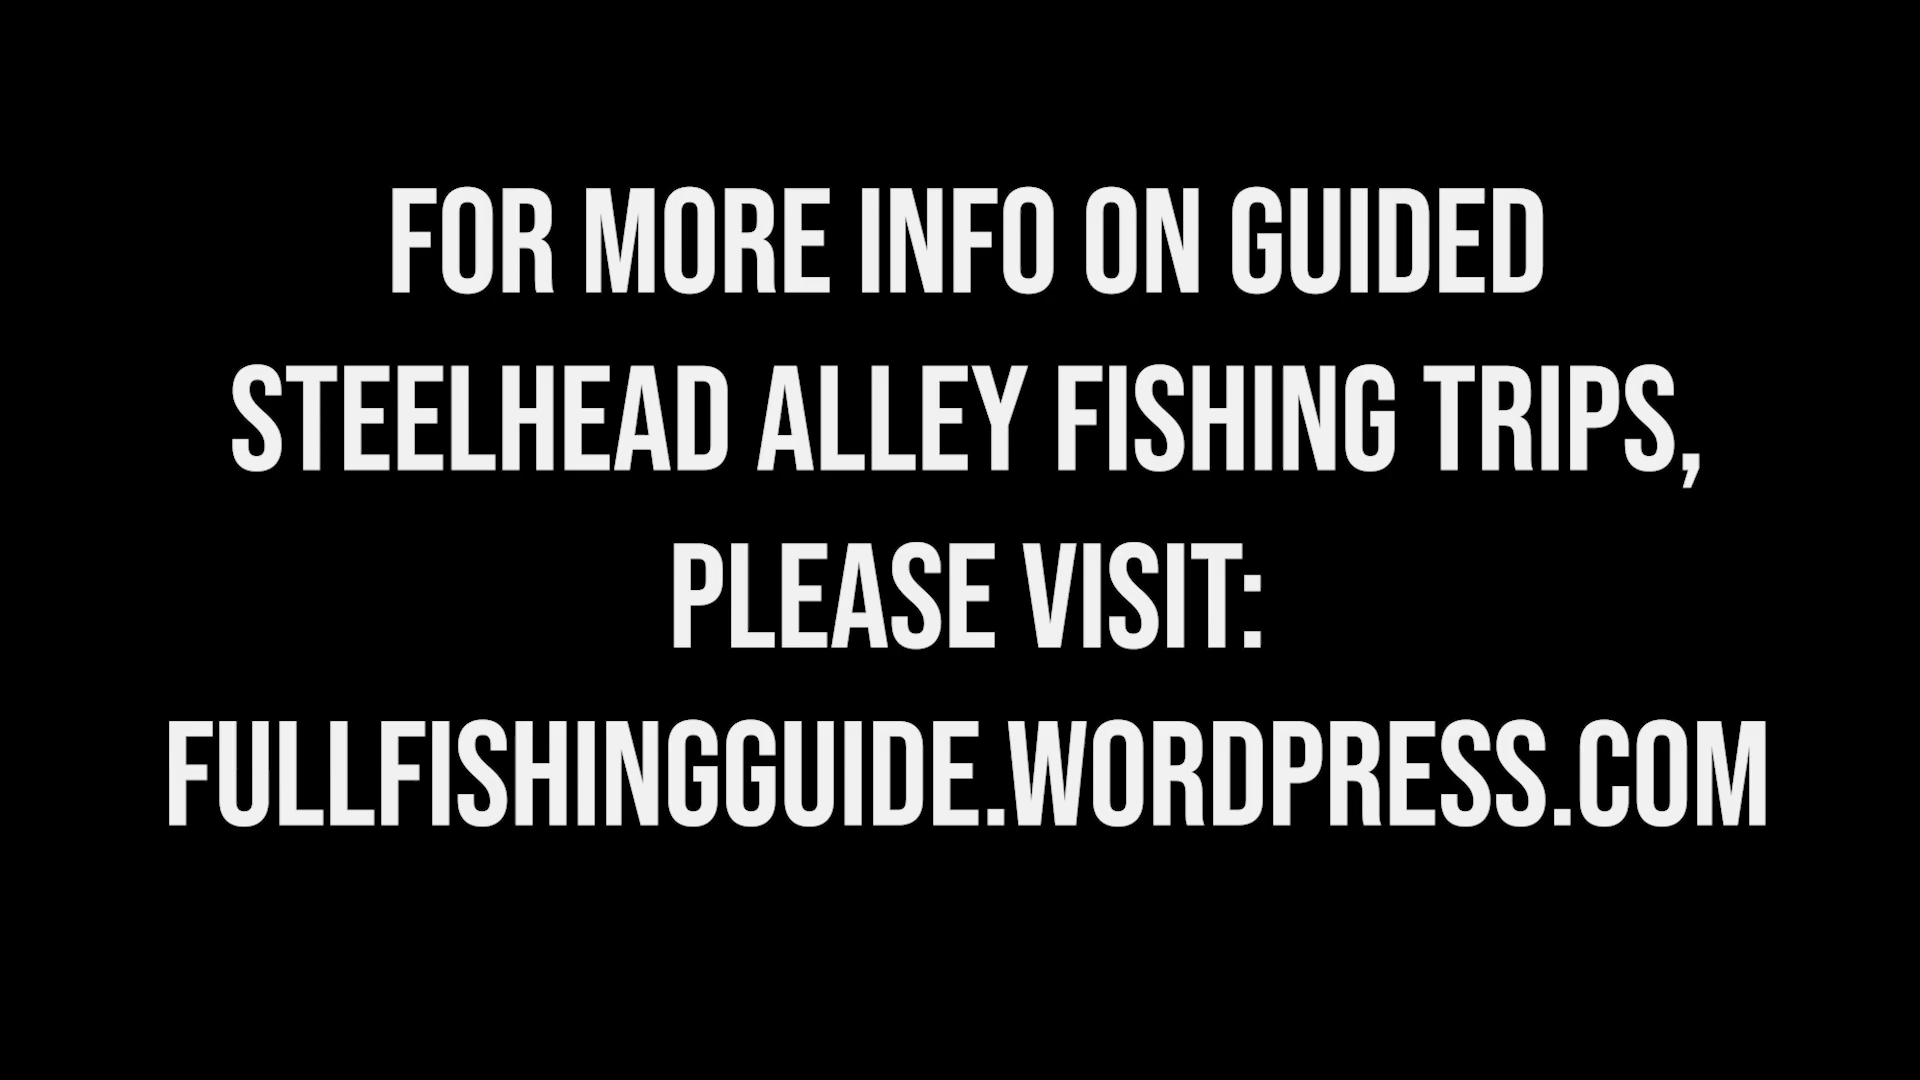 FOR MORE INFO ON GUIDED
STEELHEAD ALLEY FISHING TRIPS,
PLEASE VISIT:
FULLFISHINGGUIDE.WORDPRESS.COM